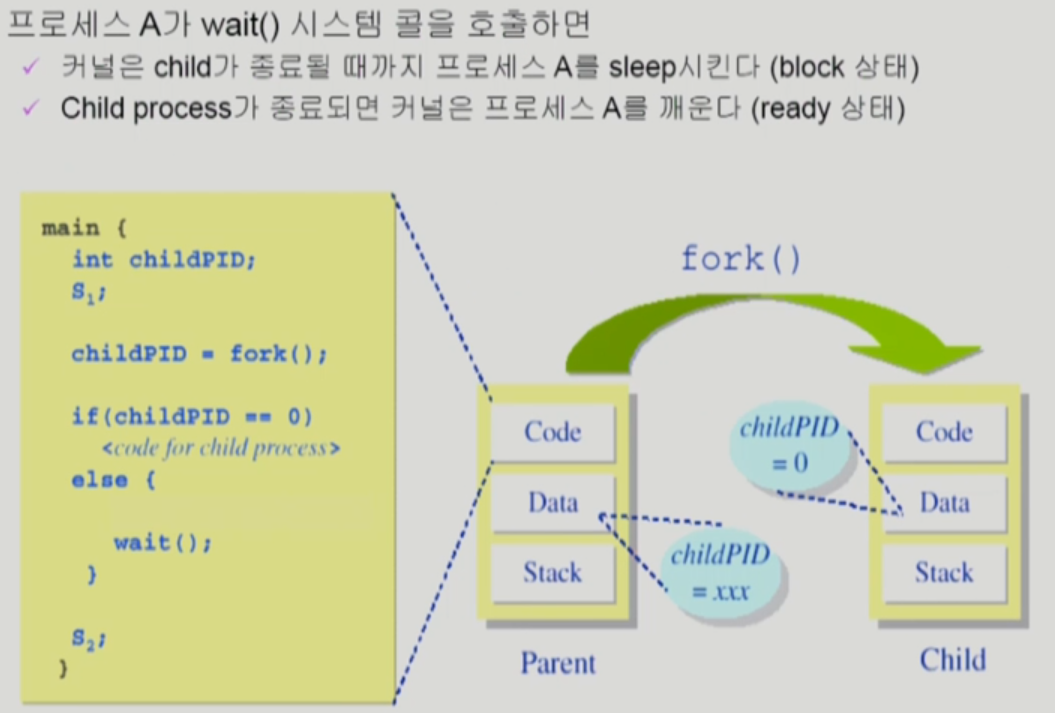 프로세스 A가 wait() 시스템 콜을 호출하면
✓ 커널은 child가 종료될 때까지 프로세스 A를 sleep시킨다 (block 상태)
✓ Child process가 종료되면 커널은 프로세스 A를 깨운다 (ready 상태)
main {
int childPID;
S₁;
childPID = fork();
if(childPID == 0)
<code for child process>
else {
wait();
}
S₂;
}
fork()
Code
Data
Stack
Parent
childPID
= xxx
childPID
= 0
Code
Data
Stack
Child